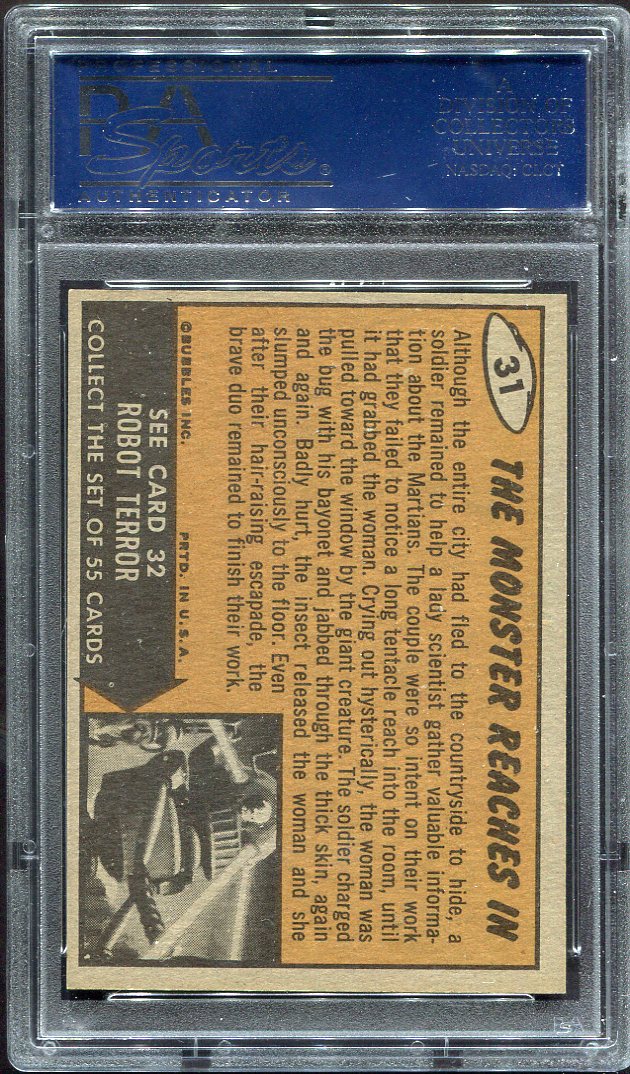 PROFESSIONAL
PSA
Sports®
AUTHENTICATOR
A
DIVISION OF
COLLECTORS
UNIVERSE
NASDAQ: CLCT
31
THE MONSTER REACHES IN
Although the entire city had fled to the countryside to hide, a
soldier remained to help a lady scientist gather valuable informa-
tion about the Martians. The couple were so intent on their work
that they failed to notice a long tentacle reach into the room, until
it had grabbed the woman. Crying out hysterically, the woman was
pulled toward the window by the giant creature. The soldier charged
the bug with his bayonet and jabbed through the thick skin, again
and again. Badly hurt, the insect released the woman and she
slumped unconsciously to the floor. Even
after their hair-raising escapade, the
brave duo remained to finish their work.
©BUBBLES INC. PRTD. IN U.S.A.
SEE CARD 32
ROBOT TERROR
COLLECT THE SET OF 55 CARDS